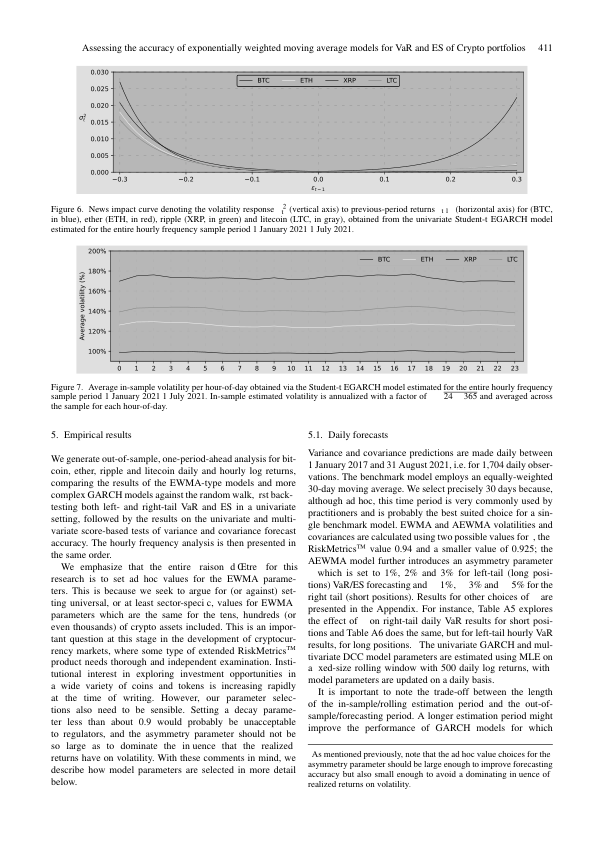 Assessing the accuracy of exponentially weighted moving average models for VaR and ES of Crypto portfolios 411
0.030
0.025
0.020
0.015
0.010
0.005
0.000
σ²ₜ
BTC ETH XRP LTC
−0.3 −0.2 −0.1 0.0 0.1 0.2 0.3
εₜ₋₁
Figure 6. News impact curve denoting the volatility response ²ₜ (vertical axis) to previous-period returns ₜ ₁ (horizontal axis) for (BTC,
in blue), ether (ETH, in red), ripple (XRP, in green) and litecoin (LTC, in gray), obtained from the univariate Student-t EGARCH model
estimated for the entire hourly frequency sample period 1 January 2021 1 July 2021.
200%
180%
160%
140%
120%
100%
Average volatility (%)
BTC ETH XRP LTC
0 1 2 3 4 5 6 7 8 9 10 11 12 13 14 15 16 17 18 19 20 21 22 23
Figure 7. Average in-sample volatility per hour-of-day obtained via the Student-t EGARCH model estimated for the entire hourly frequency
sample period 1 January 2021 1 July 2021. In-sample estimated volatility is annualized with a factor of 24 365 and averaged across
the sample for each hour-of-day.
5. Empirical results
We generate out-of-sample, one-period-ahead analysis for bit-
coin, ether, ripple and litecoin daily and hourly log returns,
comparing the results of the EWMA-type models and more
complex GARCH models against the random walk, rst back-
testing both left- and right-tail VaR and ES in a univariate
setting, followed by the results on the univariate and multi-
variate score-based tests of variance and covariance forecast
accuracy. The hourly frequency analysis is then presented in
the same order.
We emphasize that the entire raison d Œtre for this
research is to set ad hoc values for the EWMA parame-
ters. This is because we seek to argue for (or against) set-
ting universal, or at least sector-speci c, values for EWMA
parameters which are the same for the tens, hundreds (or
even thousands) of crypto assets included. This is an impor-
tant question at this stage in the development of cryptocur-
rency markets, where some type of extended RiskMetrics™
product needs thorough and independent examination. Insti-
tutional interest in exploring investment opportunities in
a wide variety of coins and tokens is increasing rapidly
at the time of writing. However, our parameter selec-
tions also need to be sensible. Setting a decay parame-
ter less than about 0.9 would probably be unacceptable
to regulators, and the asymmetry parameter should not be
so large as to dominate the in uence that the realized
returns have on volatility. With these comments in mind, we
describe how model parameters are selected in more detail
below.
5.1. Daily forecasts
Variance and covariance predictions are made daily between
1 January 2017 and 31 August 2021, i.e. for 1,704 daily obser-
vations. The benchmark model employs an equally-weighted
30-day moving average. We select precisely 30 days because,
although ad hoc, this time period is very commonly used by
practitioners and is probably the best suited choice for a sin-
gle benchmark model. EWMA and AEWMA volatilities and
covariances are calculated using two possible values for , the
RiskMetrics™ value 0.94 and a smaller value of 0.925; the
AEWMA model further introduces an asymmetry parameter
which is set to 1%, 2% and 3% for left-tail (long posi-
tions) VaR/ES forecasting and 1%, 3% and 5% for the
right tail (short positions). Results for other choices of are
presented in the Appendix. For instance, Table A5 explores
the effect of on right-tail daily VaR results for short posi-
tions and Table A6 does the same, but for left-tail hourly VaR
results, for long positions. The univariate GARCH and mul-
tivariate DCC model parameters are estimated using MLE on
a xed-size rolling window with 500 daily log returns, with
model parameters are updated on a daily basis.
It is important to note the trade-off between the length
of the in-sample/rolling estimation period and the out-of-
sample/forecasting period. A longer estimation period might
improve the performance of GARCH models for which
As mentioned previously, note that the ad hoc value choices for the
asymmetry parameter should be large enough to improve forecasting
accuracy but also small enough to avoid a dominating in uence of
realized returns on volatility.